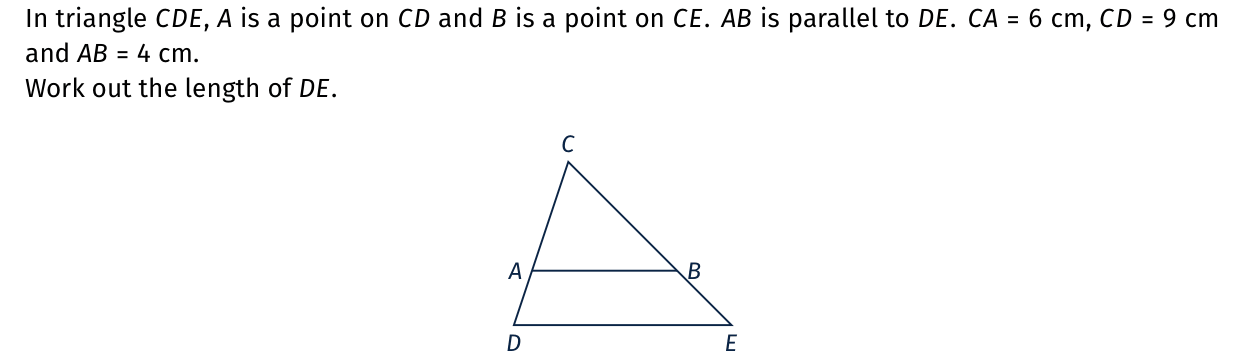 In triangle CDE, A is a point on CD and B is a point on CE. AB is parallel to DE. CA = 6 cm, CD = 9 cm
and AB = 4 cm.
Work out the length of DE.
C
A B
D E